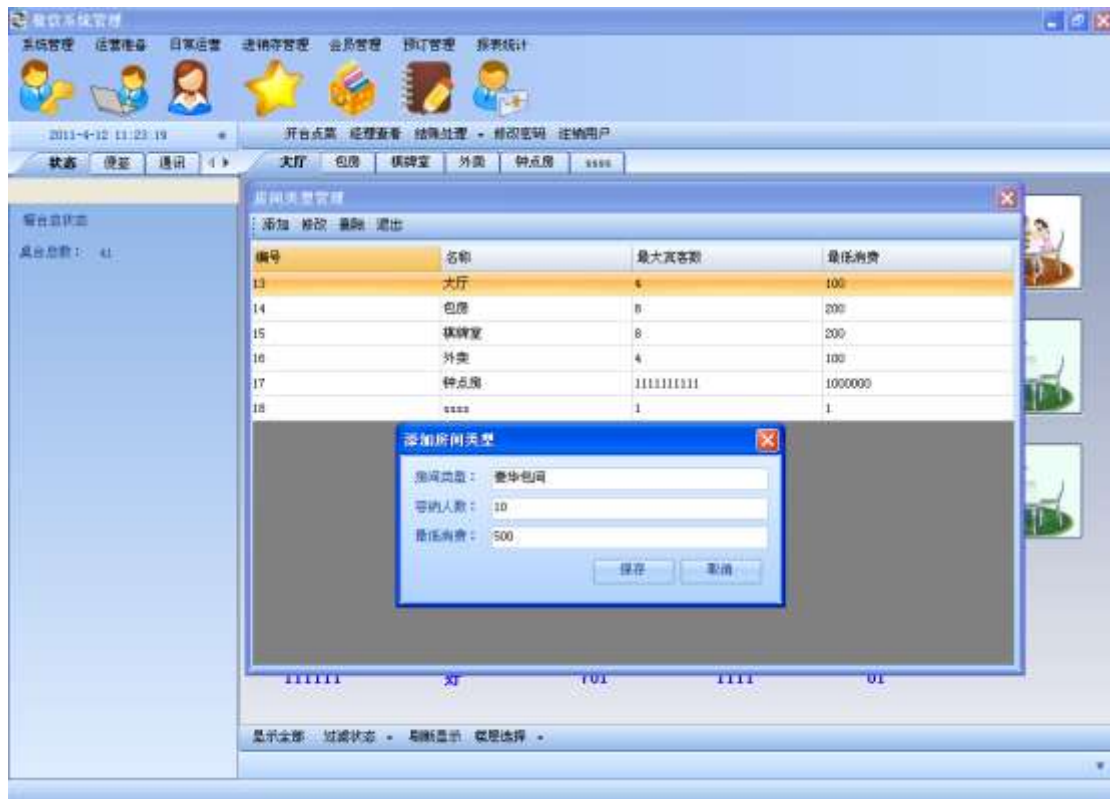 餐饮系统管理
系统管理 运营准备 日常运营 进销存管理 会员管理 预订管理 报表统计
2011-4-12 11:23:19
开台点菜 经理查看 结账处理 修改密码 注销用户
状态 便签 通讯
大厅 包房 棋牌室 外卖 钟点房 ssss
房间类型管理
餐台总状态
添加 修改 删除 退出
桌台总数： 41
编号 名称 最大宾客数 最低消费
13 大厅 4 100
14 包房 8 200
15 棋牌室 8 200
16 外卖 4 100
17 钟点房 1111111111 1000000
18 ssss 1 1
添加房间类型
房间类型： 豪华包间
容纳人数： 10
最低消费： 500
保存 取消
111111 好 701 1111 01
显示全部 过滤状态 刷新显示 楼层选择